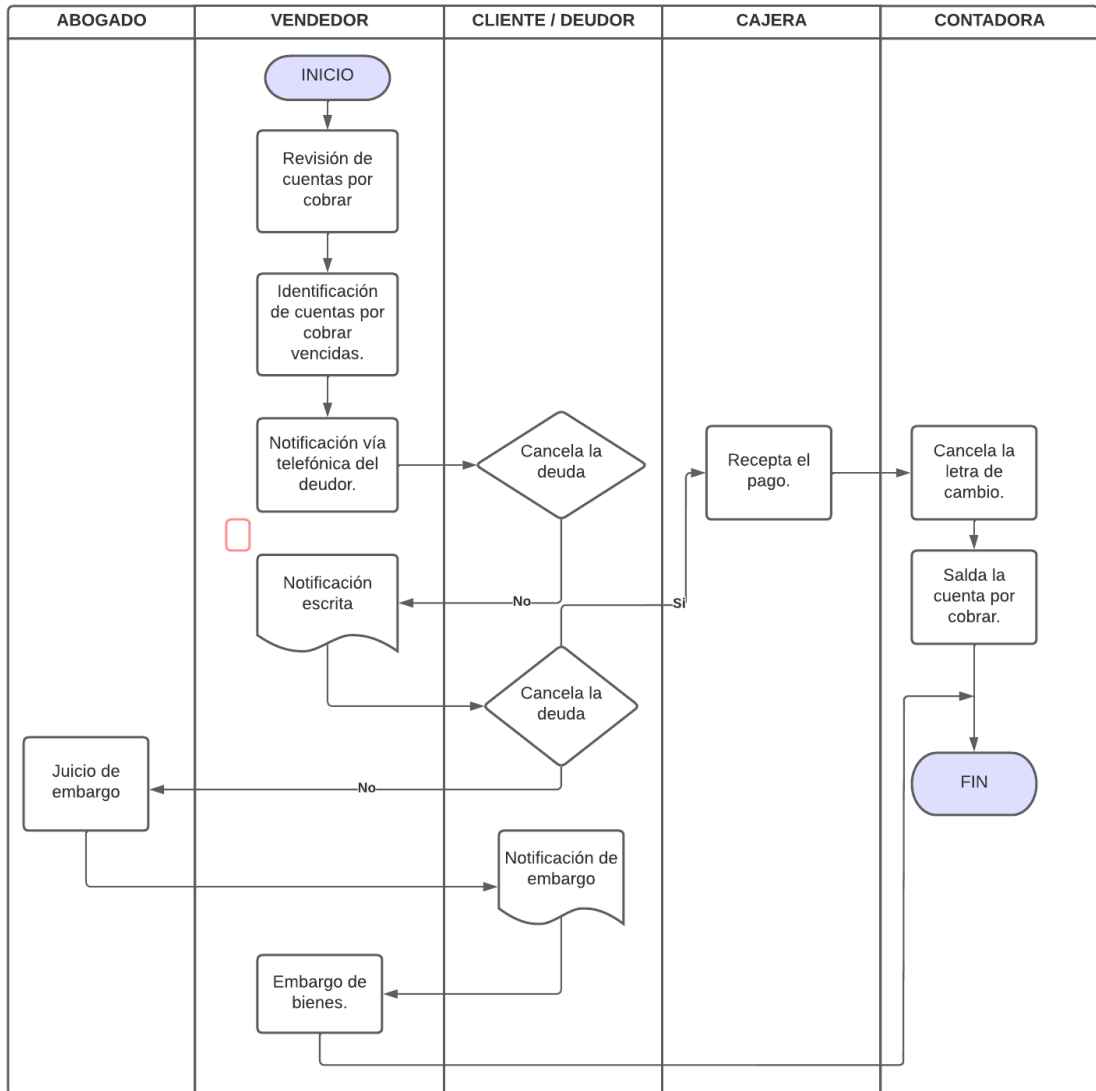 ABOGADO
VENDEDOR
CLIENTE / DEUDOR
CAJERA
CONTADORA
INICIO
Revisión de
cuentas por
cobrar
Identificación
de cuentas por
cobrar
vencidas.
Notificación vía
telefónica del
deudor.
Cancela la
deuda
Recepta el
pago.
Cancela la
letra de
cambio.
Notificación
escrita
No
Si
Salda la
cuenta por
cobrar.
Cancela la
deuda
Juicio de
embargo
No
FIN
Notificación de
embargo
Embargo de
bienes.